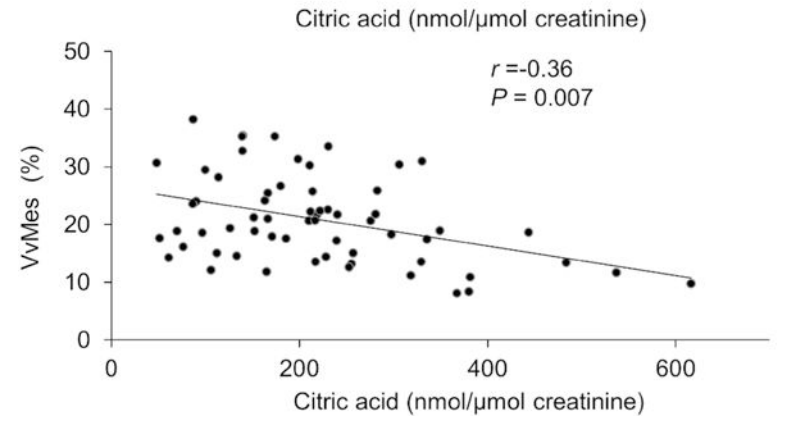 Citric acid (nmol/µmol creatinine)
r =-0.36
P = 0.007
50
40
30
20
10
0
VvMes (%)
0 200 400 600
Citric acid (nmol/µmol creatinine)